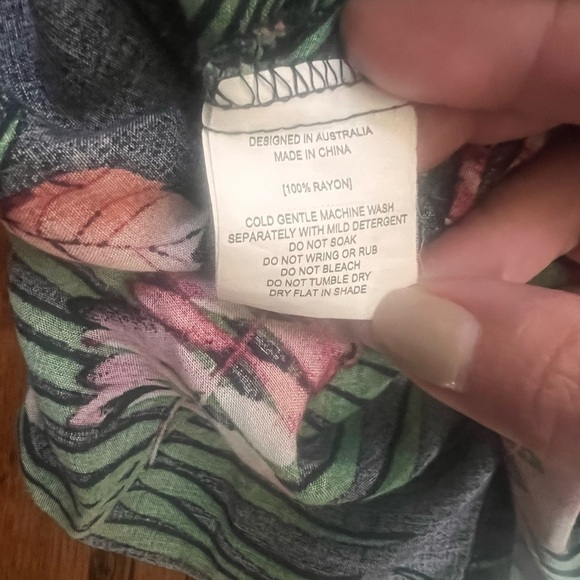 DESIGNED IN AUSTRALIA
MADE IN CHINA
[100% RAYON]
COLD GENTLE MACHINE WASH
SEPARATELY WITH MILD DETERGENT
DO NOT SOAK
DO NOT WRING OR RUB
DO NOT BLEACH
DO NOT TUMBLE DRY
DRY FLAT IN SHADE